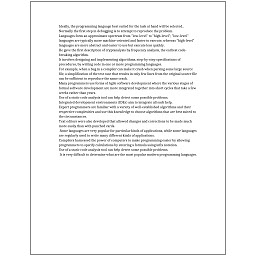 Ideally, the programming language best suited for the task at hand will be selected.
Normally the first step in debugging is to attempt to reproduce the problem.
Languages form an approximate spectrum from "low-level" to "high-level"; "low-level"
languages are typically more machine-oriented and faster to execute, whereas "high-level"
languages are more abstract and easier to use but execute less quickly.
He gave the first description of cryptanalysis by frequency analysis, the earliest code-
breaking algorithm.
It involves designing and implementing algorithms, step-by-step specifications of
procedures, by writing code in one or more programming languages.
For example, when a bug in a compiler can make it crash when parsing some large source
file, a simplification of the test case that results in only few lines from the original source file
can be sufficient to reproduce the same crash.
Many programmers use forms of Agile software development where the various stages of
formal software development are more integrated together into short cycles that take a few
weeks rather than years.
Use of a static code analysis tool can help detect some possible problems.
Integrated development environments (IDEs) aim to integrate all such help.
Expert programmers are familiar with a variety of well-established algorithms and their
respective complexities and use this knowledge to choose algorithms that are best suited to
the circumstances.
Text editors were also developed that allowed changes and corrections to be made much
more easily than with punched cards.
Some languages are very popular for particular kinds of applications, while some languages
are regularly used to write many different kinds of applications.
Compilers harnessed the power of computers to make programming easier by allowing
programmers to specify calculations by entering a formula using infix notation.
Use of a static code analysis tool can help detect some possible problems.
It is very difficult to determine what are the most popular modern programming languages.